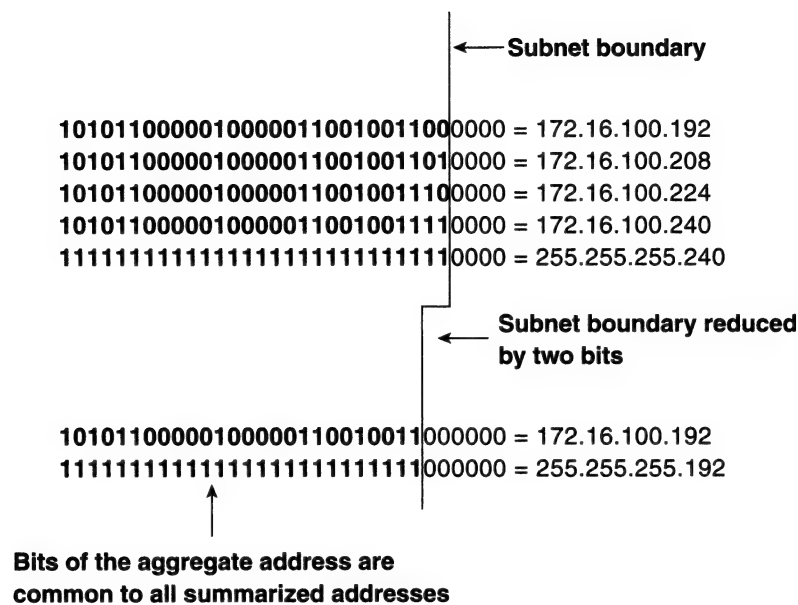 Subnet boundary
10101100000100000110010011000000 = 172.16.100.192
10101100000100000110010011010000 = 172.16.100.208
10101100000100000110010011100000 = 172.16.100.224
10101100000100000110010011110000 = 172.16.100.240
11111111111111111111111111110000 = 255.255.255.240
Subnet boundary reduced
by two bits
10101100000100000110010011000000 = 172.16.100.192
11111111111111111111111111000000 = 255.255.255.192
Bits of the aggregate address are
common to all summarized addresses